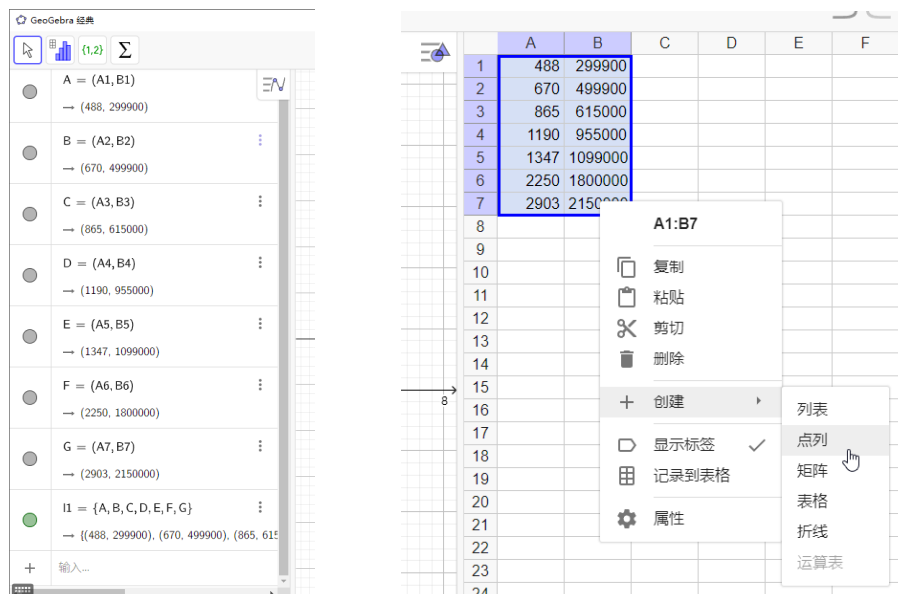 GeoGebra 经典
{1,2} Σ
A = (A1, B1)
→ (488, 299900)
B = (A2, B2)
→ (670, 499900)
C = (A3, B3)
→ (865, 615000)
D = (A4, B4)
→ (1190, 955000)
E = (A5, B5)
→ (1347, 1099000)
F = (A6, B6)
→ (2250, 1800000)
G = (A7, B7)
→ (2903, 2150000)
l1 = {A, B, C, D, E, F, G}
→ {(488, 299900), (670, 499900), (865, 615
+ 输入...
8
A B C D E F
1 488 299900
2 670 499900
3 865 615000
4 1190 955000
5 1347 1099000
6 2250 1800000
7 2903 2150000
8
9
10
11
12
13
14
15
16
17
18
19
20
21
22
23
24
A1:B7
复制
粘贴
剪切
删除
创建
显示标签
记录到表格
属性
列表
点列
矩阵
表格
折线
运算表